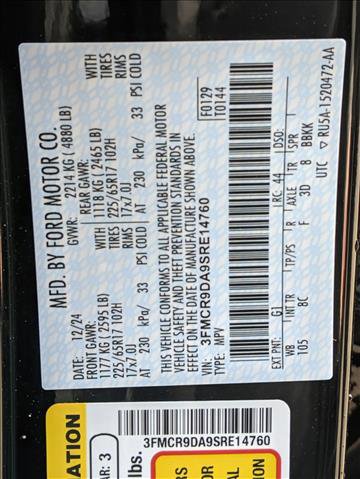 MFD. BY FORD MOTOR CO.
12/24 GVWR: 2214 KG ( 4880 LB)
FRONT GAWR: REAR GAWR: WITH
1177 KG ( 2595 LB) 1118 KG ( 2465 LB) TIRES
225/65R17 102H 225/65R17 102H RIMS
17x7.0J 17x7.0J
AT 230 kPa/ 33 PSI COLD AT 230 kPa/ 33 PSI COLD
WITH
TIRES
RIMS
THIS VEHICLE CONFORMS TO ALL APPLICABLE FEDERAL MOTOR
VEHICLE SAFETY AND THEFT PREVENTION STANDARDS IN
EFFECT ON THE DATE OF MANUFACTURE SHOWN ABOVE.
VIN: 3FMCR9DA9SRE14760
TYPE: MPV
F0129
T0144
EXT PNT: G1 RC: 44 DSO:
WB INT TR TP/PS R AXLE TR SPR
105 8C F 3D 8 BBKK
UTC ▽ RU5A-1520472-AA
3FMCR9DA9SRE14760
ATION
AR: 3
lbs.